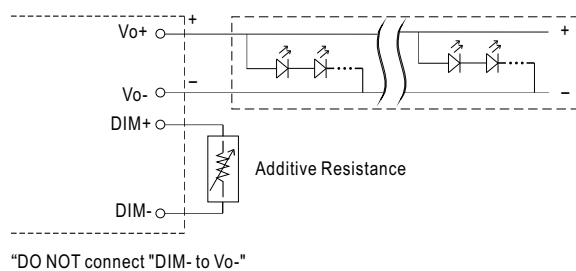 Vo+
+
+
Vo-
–
–
DIM+
Additive Resistance
DIM-
"DO NOT connect "DIM- to Vo-"